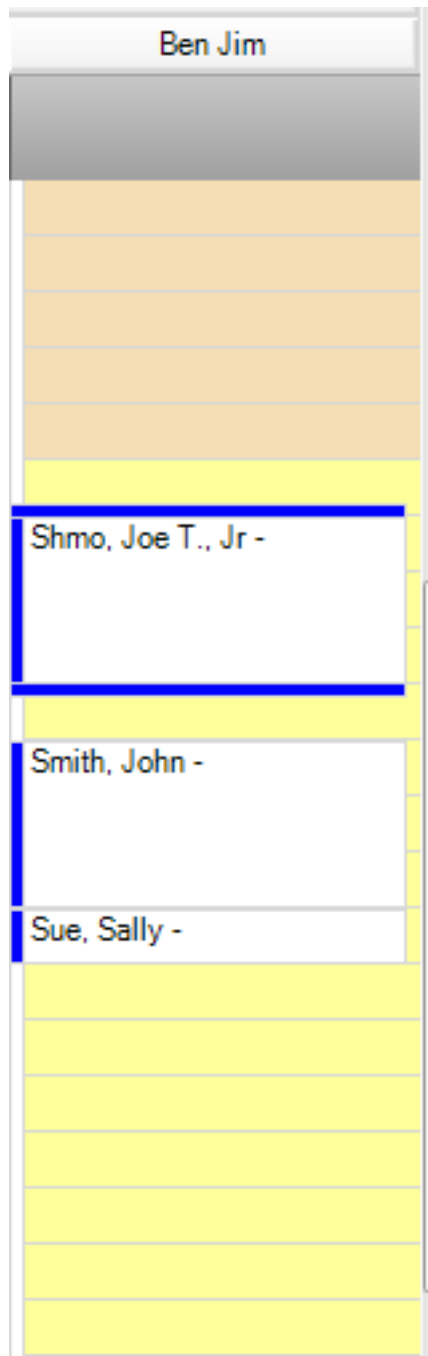 Ben Jim
Shmo, Joe T., Jr -
Smith, John -
Sue, Sally -